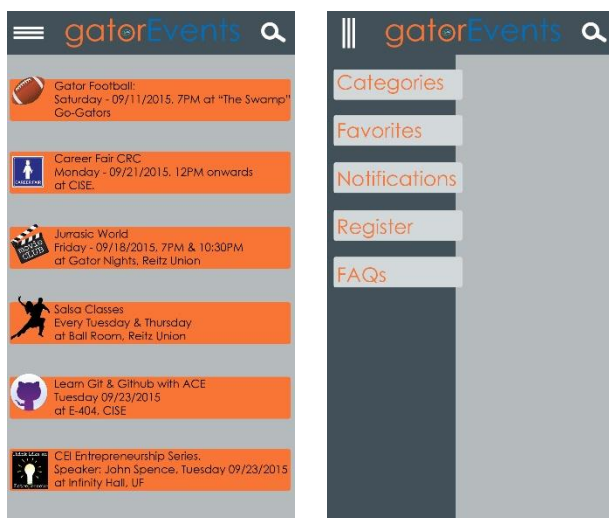 gatorEvents
Gator Football:
Saturday - 09/11/2015, 7PM at "The Swamp"
Go-Gators
CAREER FAIR
Career Fair CRC
Monday - 09/21/2015, 12PM onwards
at CISE.
movie
CLUB
Jurrasic World
Friday - 09/18/2015, 7PM & 10:30PM
at Gator Nights, Reitz Union
Salsa Classes
Every Tuesday & Thursday
at Ball Room, Reitz Union
Learn Git & Github with ACE
Tuesday 09/23/2015
at E-404, CISE
CEI Entrepreneurship Series.
Speaker: John Spence. Tuesday 09/23/2015
at Infinity Hall, UF
gatorEvents
Categories
Favorites
Notifications
Register
FAQs